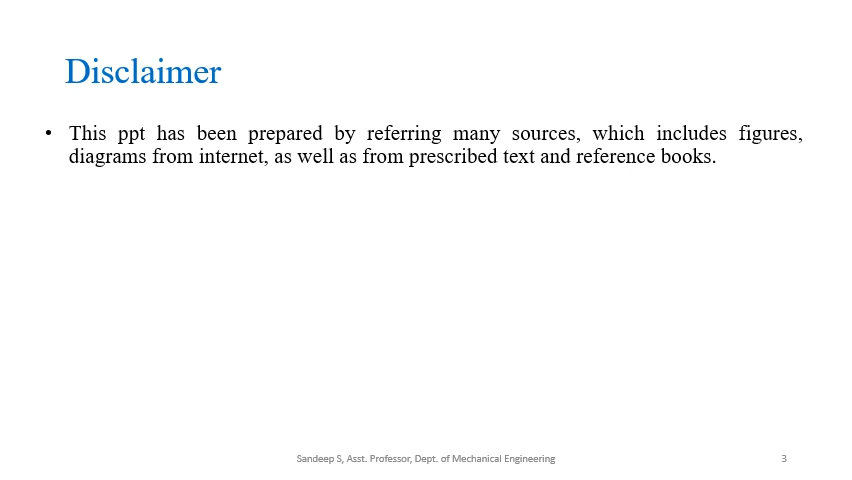 Disclaimer
• This ppt has been prepared by referring many sources, which includes figures,
diagrams from internet, as well as from prescribed text and reference books.
Sandeep S, Asst. Professor, Dept. of Mechanical Engineering
3